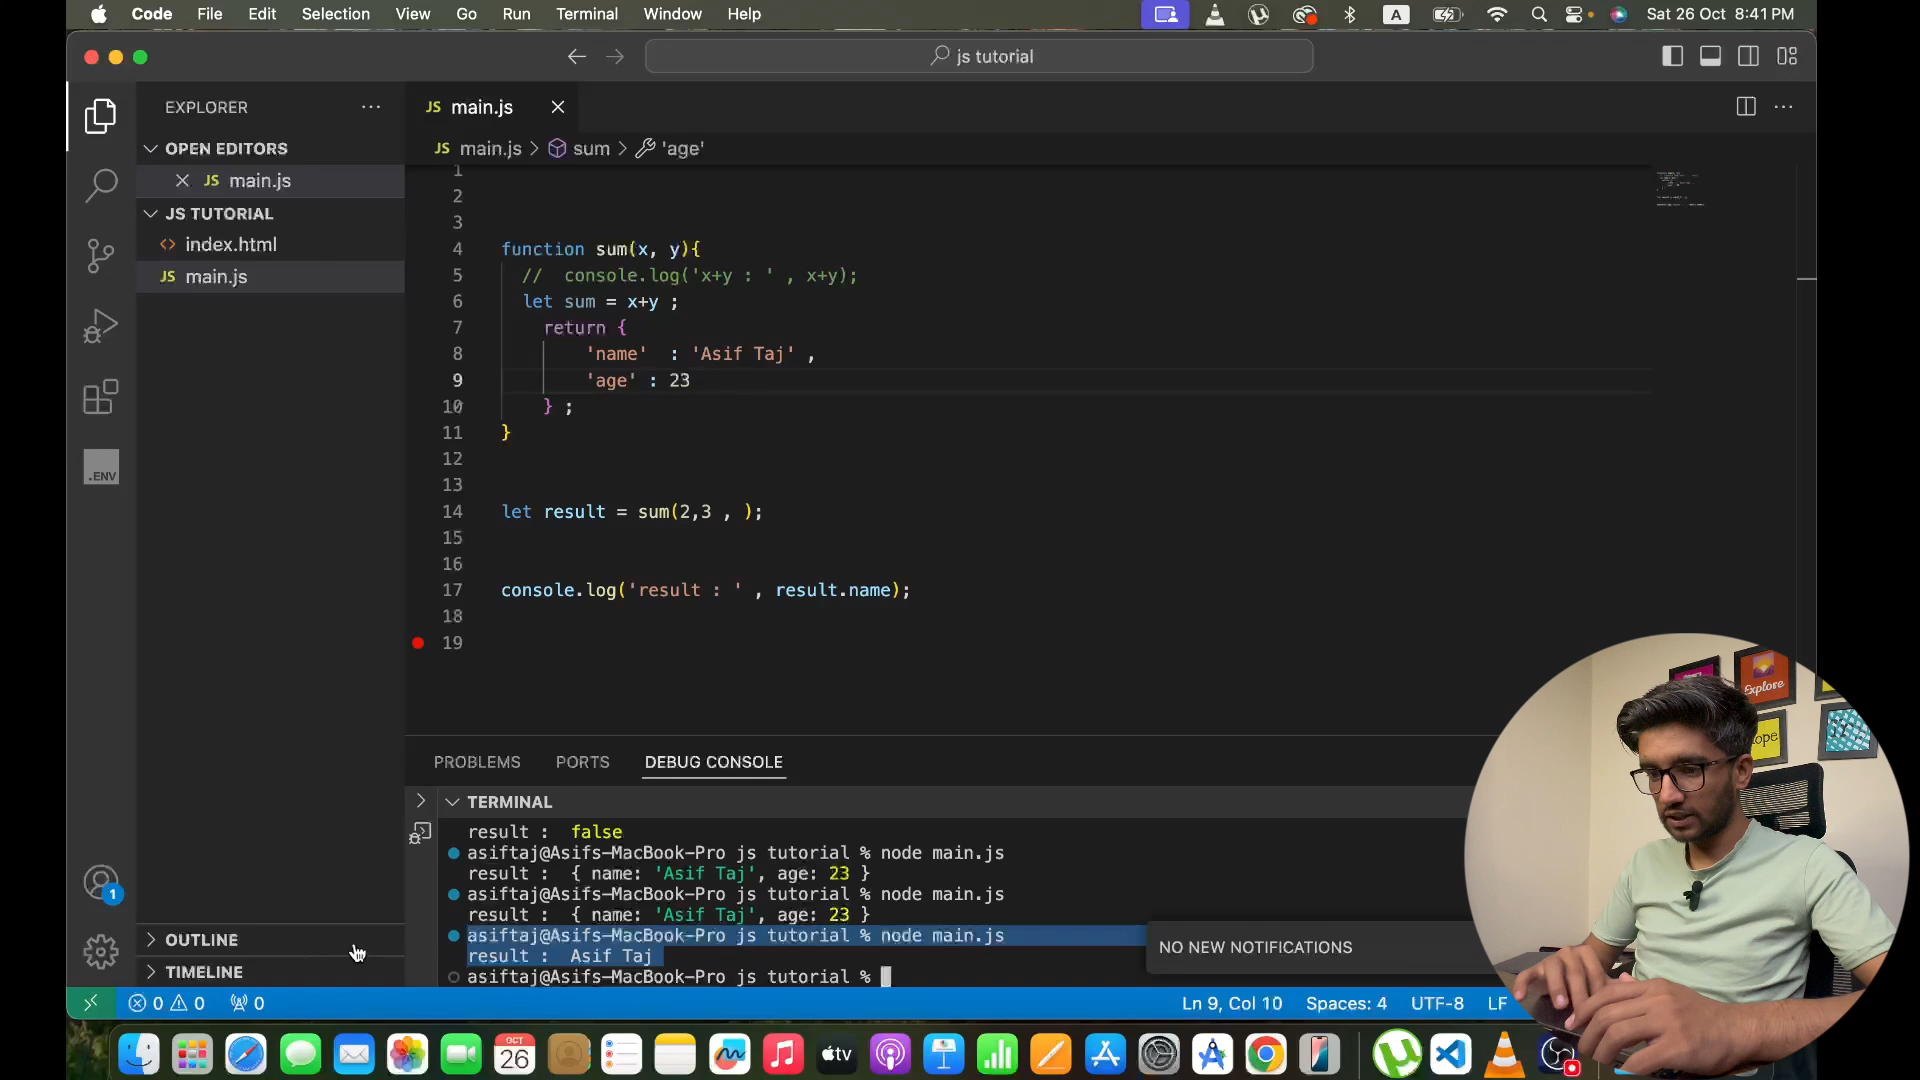 Code File Edit Selection View Go Run Terminal Window Help
A
Sat 26 Oct 8:41 PM
js tutorial
EXPLORER
JS main.js
OPEN EDITORS
JS main.js > sum > 'age'
JS main.js
JS TUTORIAL
index.html
JS main.js
.ENV
1
2
3
4 function sum(x, y){
5 // console.log('x+y : ' , x+y);
6 let sum = x+y ;
7 return {
8 'name' : 'Asif Taj' ,
9 'age' : 23
10 } ;
11 }
12
13
14 let result = sum(2,3 , );
15
16
17 console.log('result : ' , result.name);
18
19
Explore
PROBLEMS PORTS DEBUG CONSOLE
TERMINAL
result : false
asiftaj@Asifs-MacBook-Pro js tutorial % node main.js
result : { name: 'Asif Taj', age: 23 }
asiftaj@Asifs-MacBook-Pro js tutorial % node main.js
result : { name: 'Asif Taj', age: 23 }
asiftaj@Asifs-MacBook-Pro js tutorial % node main.js
result : Asif Taj
asiftaj@Asifs-MacBook-Pro js tutorial %
NO NEW NOTIFICATIONS
1
OUTLINE
TIMELINE
0 0 0
Ln 9, Col 10 Spaces: 4 UTF-8 LF
OCT
26
tv